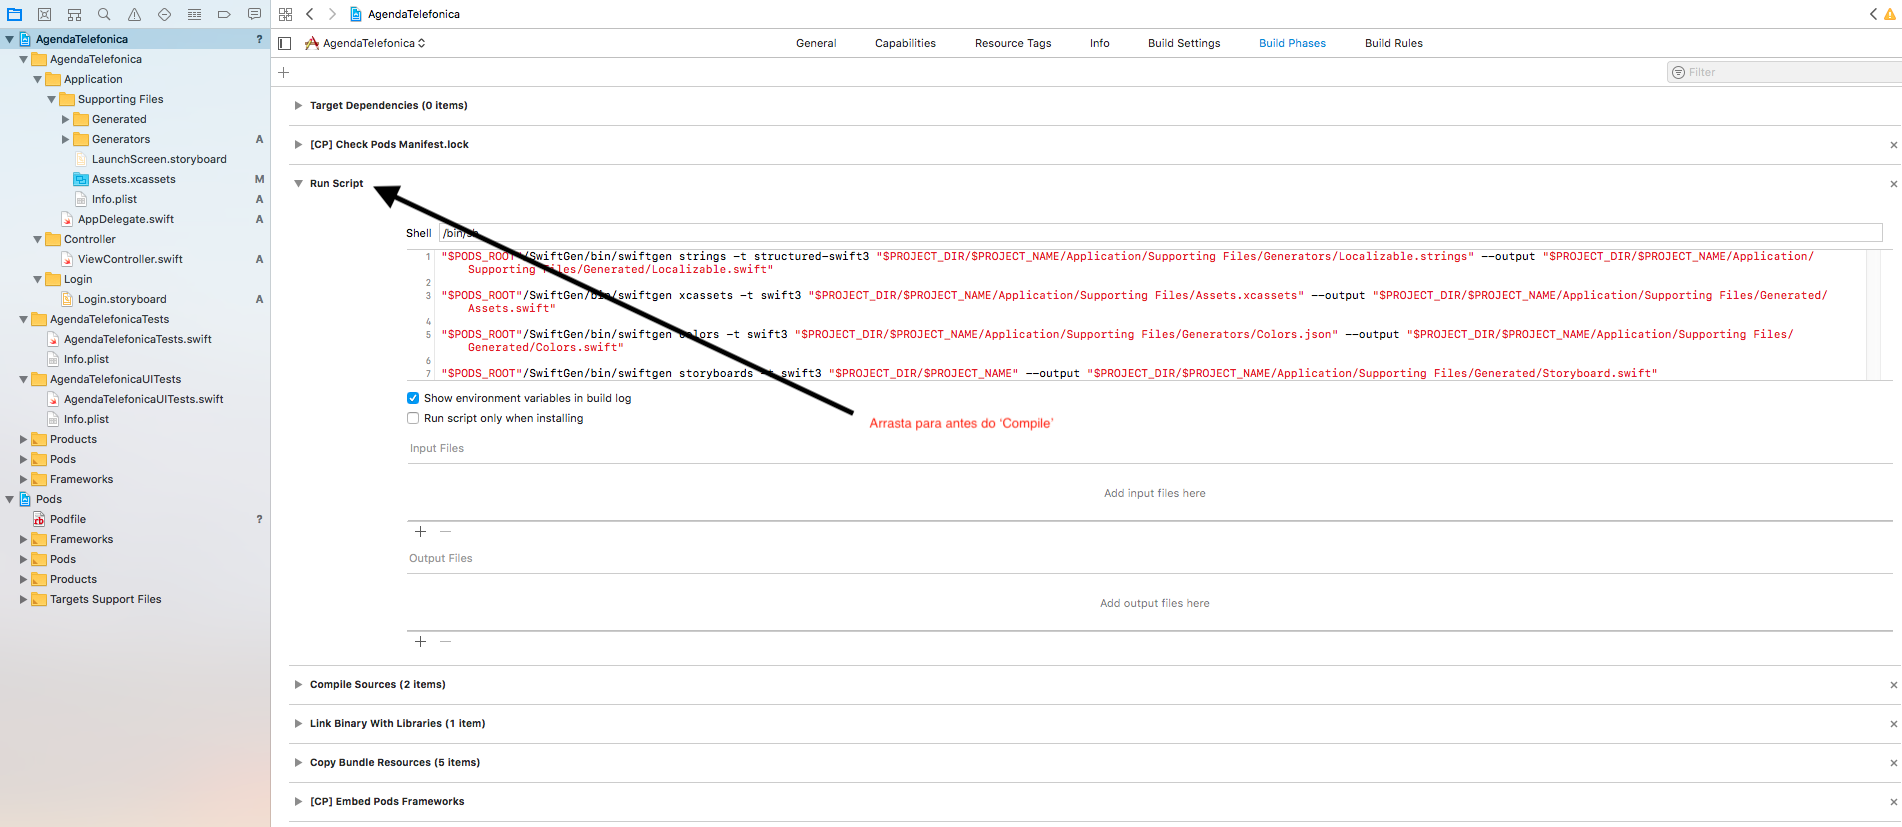 AgendaTelefonica
AgendaTelefonica ?
AgendaTelefonica
Application
Supporting Files
Generated
Generators A
LaunchScreen.storyboard
Assets.xcassets M
Info.plist A
AppDelegate.swift A
Controller
ViewController.swift A
Login
Login.storyboard A
AgendaTelefonicaTests
AgendaTelefonicaTests.swift
Info.plist
AgendaTelefonicaUITests
AgendaTelefonicaUITests.swift
Info.plist
Products
Pods
Frameworks
Pods
Podfile ?
Frameworks
Pods
Products
Targets Support Files
AgendaTelefonica
General Capabilities Resource Tags Info Build Settings Build Phases Build Rules
Filter
Target Dependencies (0 items)
[CP] Check Pods Manifest.lock
Run Script
Shell /bin/sh
1 "$PODS_ROOT"/SwiftGen/bin/swiftgen strings -t structured-swift3 "$PROJECT_DIR/$PROJECT_NAME/Application/Supporting Files/Generators/Localizable.strings" --output "$PROJECT_DIR/$PROJECT_NAME/Application/
Supporting Files/Generated/Localizable.swift"
2
3 "$PODS_ROOT"/SwiftGen/bin/swiftgen xcassets -t swift3 "$PROJECT_DIR/$PROJECT_NAME/Application/Supporting Files/Assets.xcassets" --output "$PROJECT_DIR/$PROJECT_NAME/Application/Supporting Files/Generated/
Assets.swift"
4
5 "$PODS_ROOT"/SwiftGen/bin/swiftgen colors -t swift3 "$PROJECT_DIR/$PROJECT_NAME/Application/Supporting Files/Generators/Colors.json" --output "$PROJECT_DIR/$PROJECT_NAME/Application/Supporting Files/
Generated/Colors.swift"
6
7 "$PODS_ROOT"/SwiftGen/bin/swiftgen storyboards -t swift3 "$PROJECT_DIR/$PROJECT_NAME" --output "$PROJECT_DIR/$PROJECT_NAME/Application/Supporting Files/Generated/Storyboard.swift"
Show environment variables in build log
Run script only when installing
Arrasta para antes do ‘Compile’
Input Files
Add input files here
Output Files
Add output files here
Compile Sources (2 items)
Link Binary With Libraries (1 item)
Copy Bundle Resources (5 items)
[CP] Embed Pods Frameworks